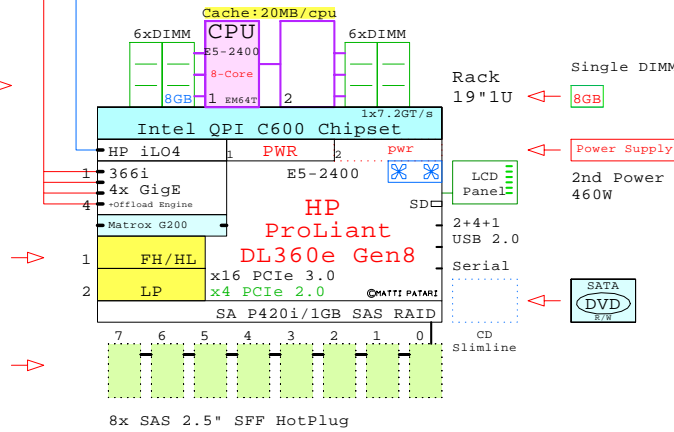 Cache:20MB/cpu
6xDIMM
CPU
6xDIMM
E5-2400
8-Core
8GB
1 EM64T
2
Single DIMM
Rack
19"1U
8GB
1x7.2GT/s
Intel QPI C600 Chipset
HP iLO4
1
PWR
2
pwr
Power Supply
1
366i
E5-2400
4x GigE
4
+Offload Engine
LCD
Panel
2nd Power
460W
SD
Matrox G200
HP
ProLiant
DL360e Gen8
2+4+1
USB 2.0
1
FH/HL
Serial
x16 PCIe 3.0
2
LP
x4 PCIe 2.0
©MATTI PATARI
SATA
DVD
R/W
SA P420i/1GB SAS RAID
7
6
5
4
3
2
1
0
CD
Slimline
8x SAS 2.5" SFF HotPlug